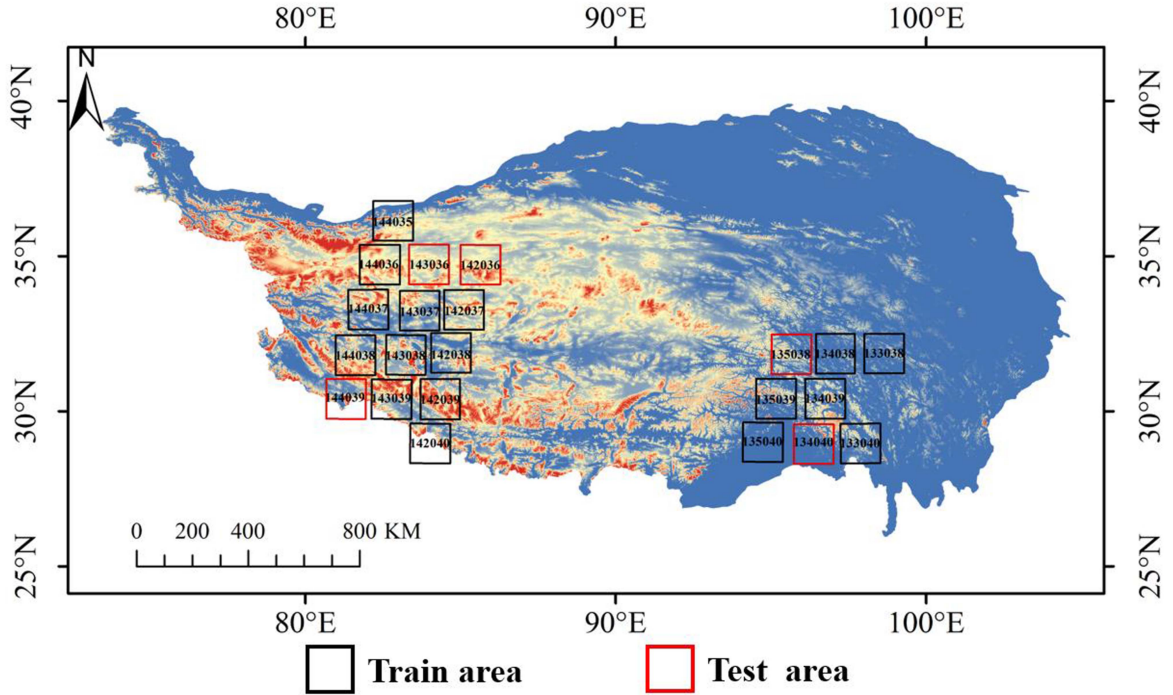 80°E 90°E 100°E
N
40°N 40°N
144035
35°N 144036 143036 142036 35°N
144037 143037 142037
144038 143038 142038 135038 134038 133038
144039 143039 142039 135039 134039
30°N 30°N
142040 135040 134040 133040
0 200 400 800 KM
25°N 25°N
80°E 90°E 100°E
Train area Test area